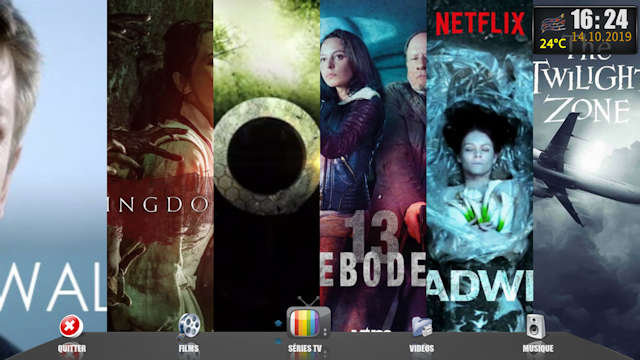 NETFLIX
16:24
24°C
14.10.2019
The
TWILIGHT
ZONE
INGDO
13
EBODE
WAL
ADWI
QUITTER
FILMS
SÉRIES TV
VIDÉOS
MUSIQUE